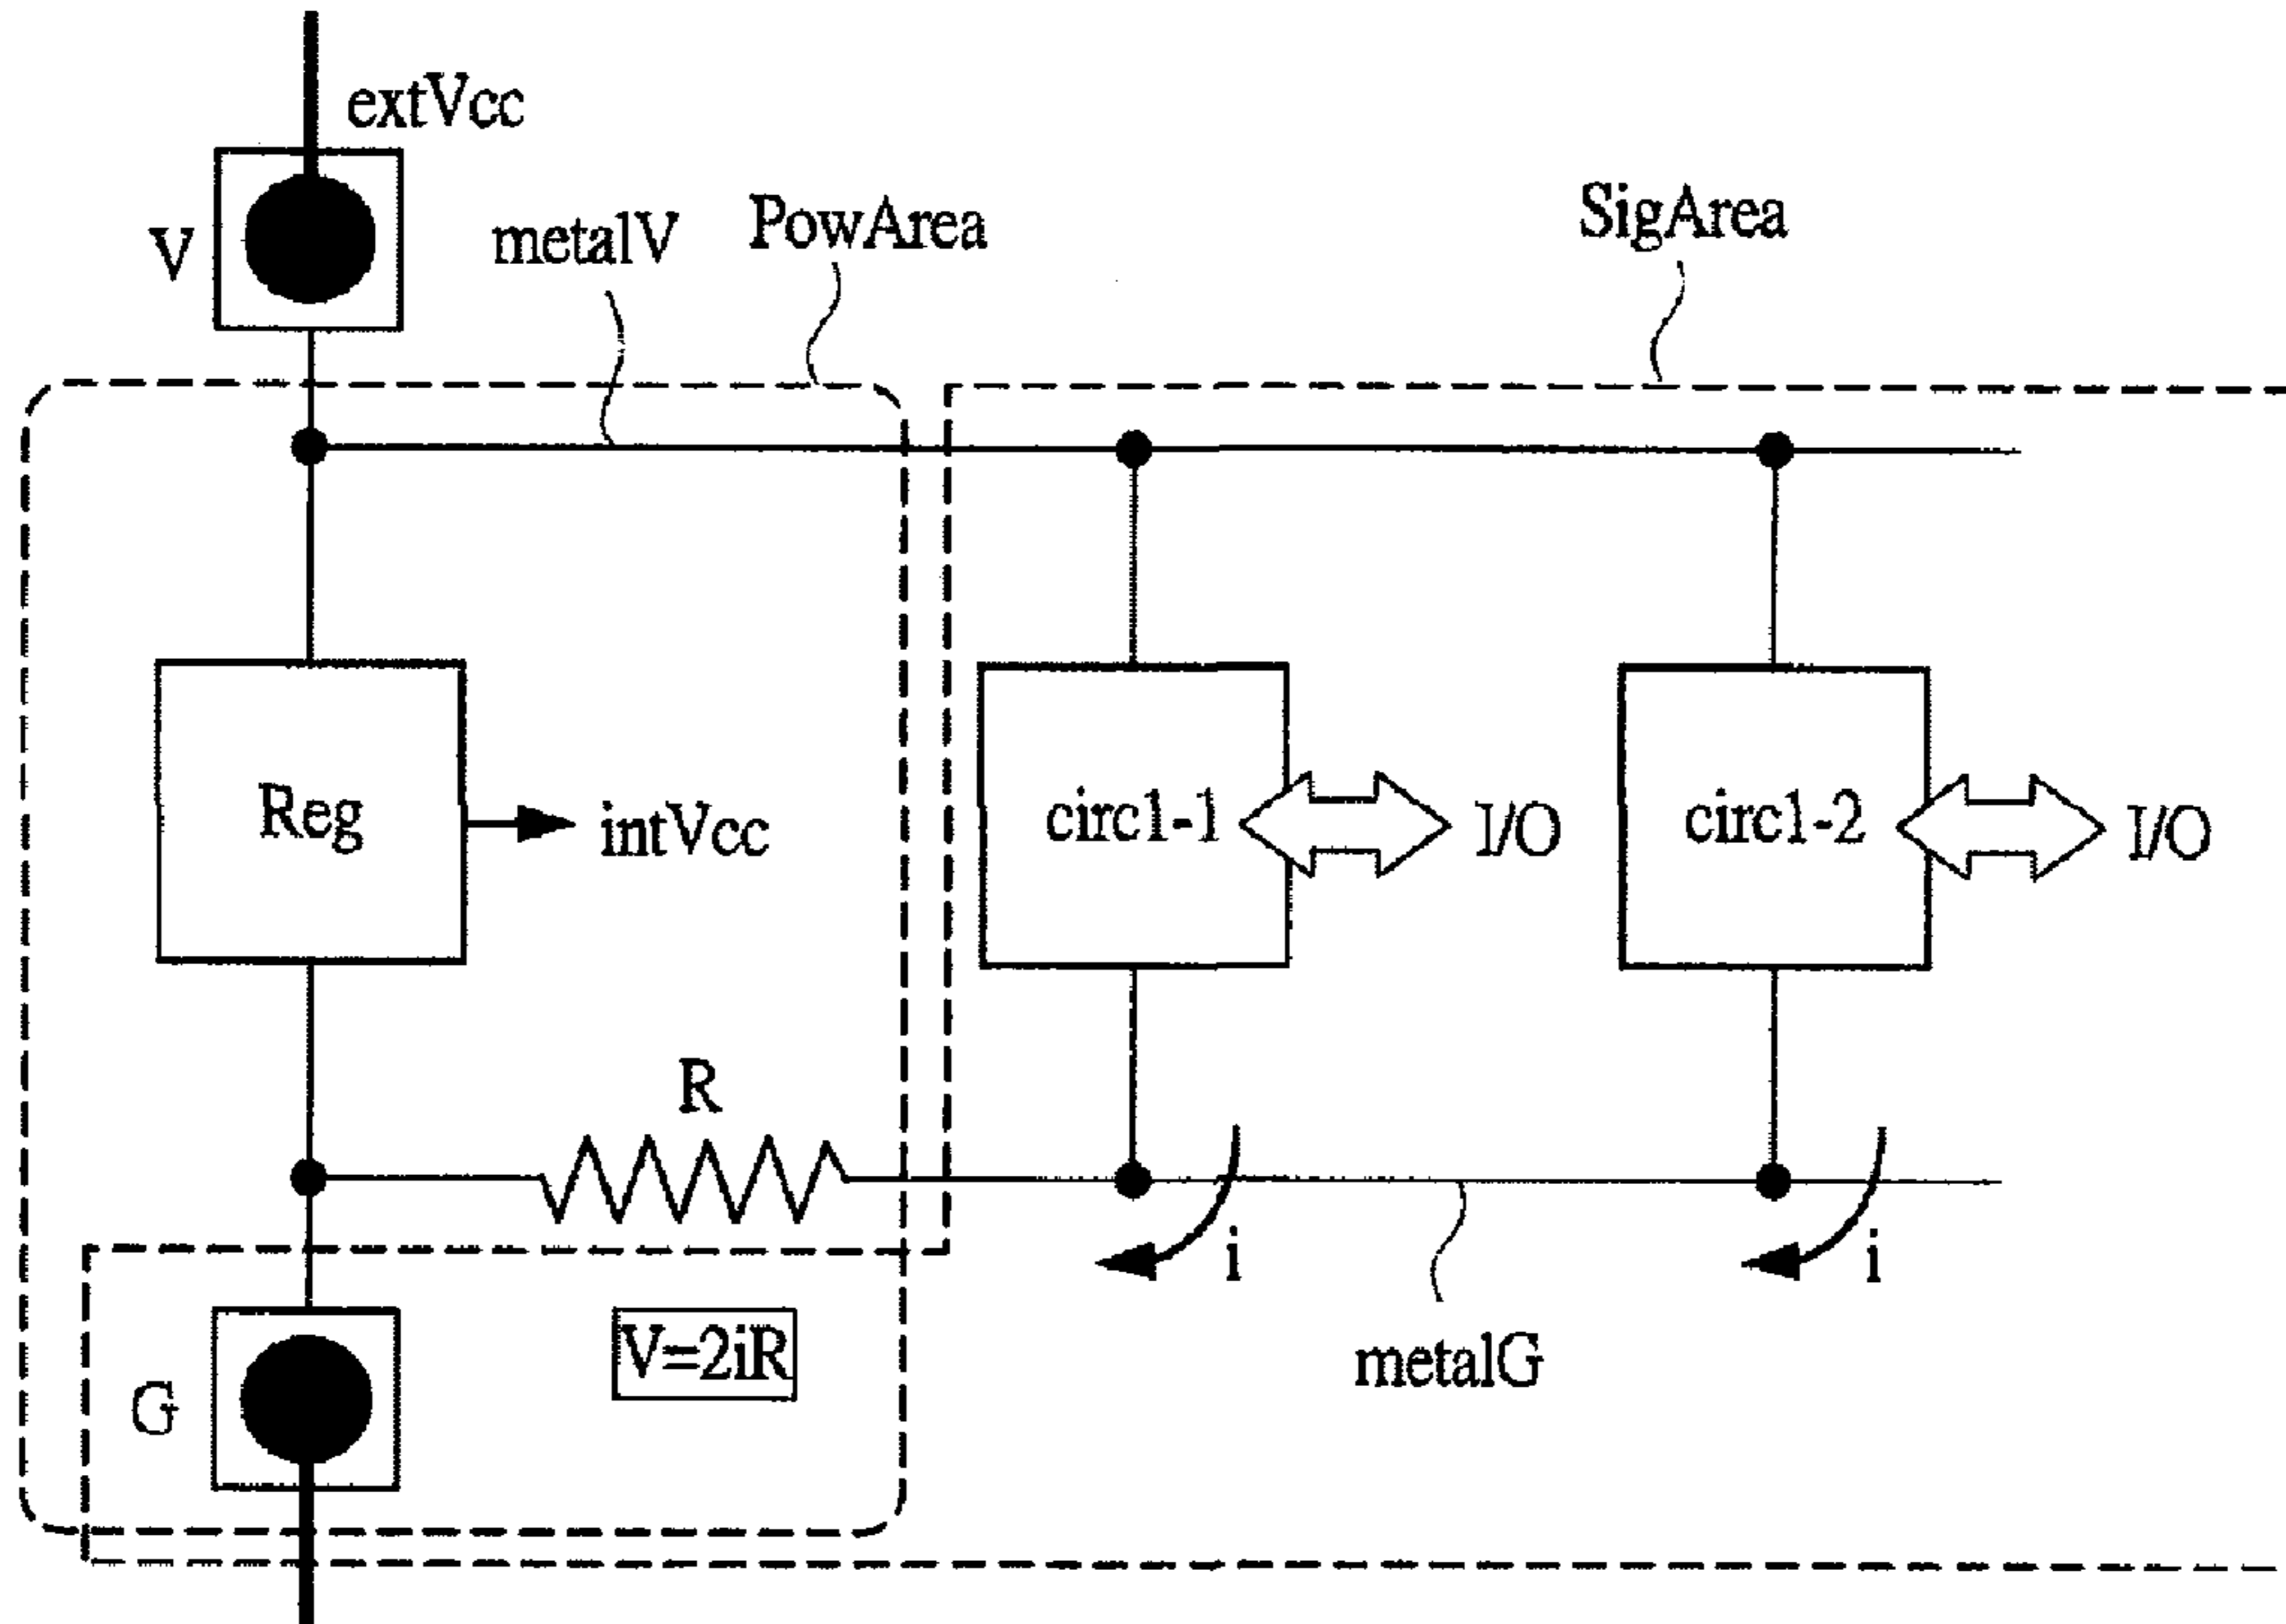 extVcc
V
metalV
PowArea
SigArea
Reg
intVcc
circ1-1
I/O
circ1-2
I/O
R
i
i
G
V=2iR
metalG